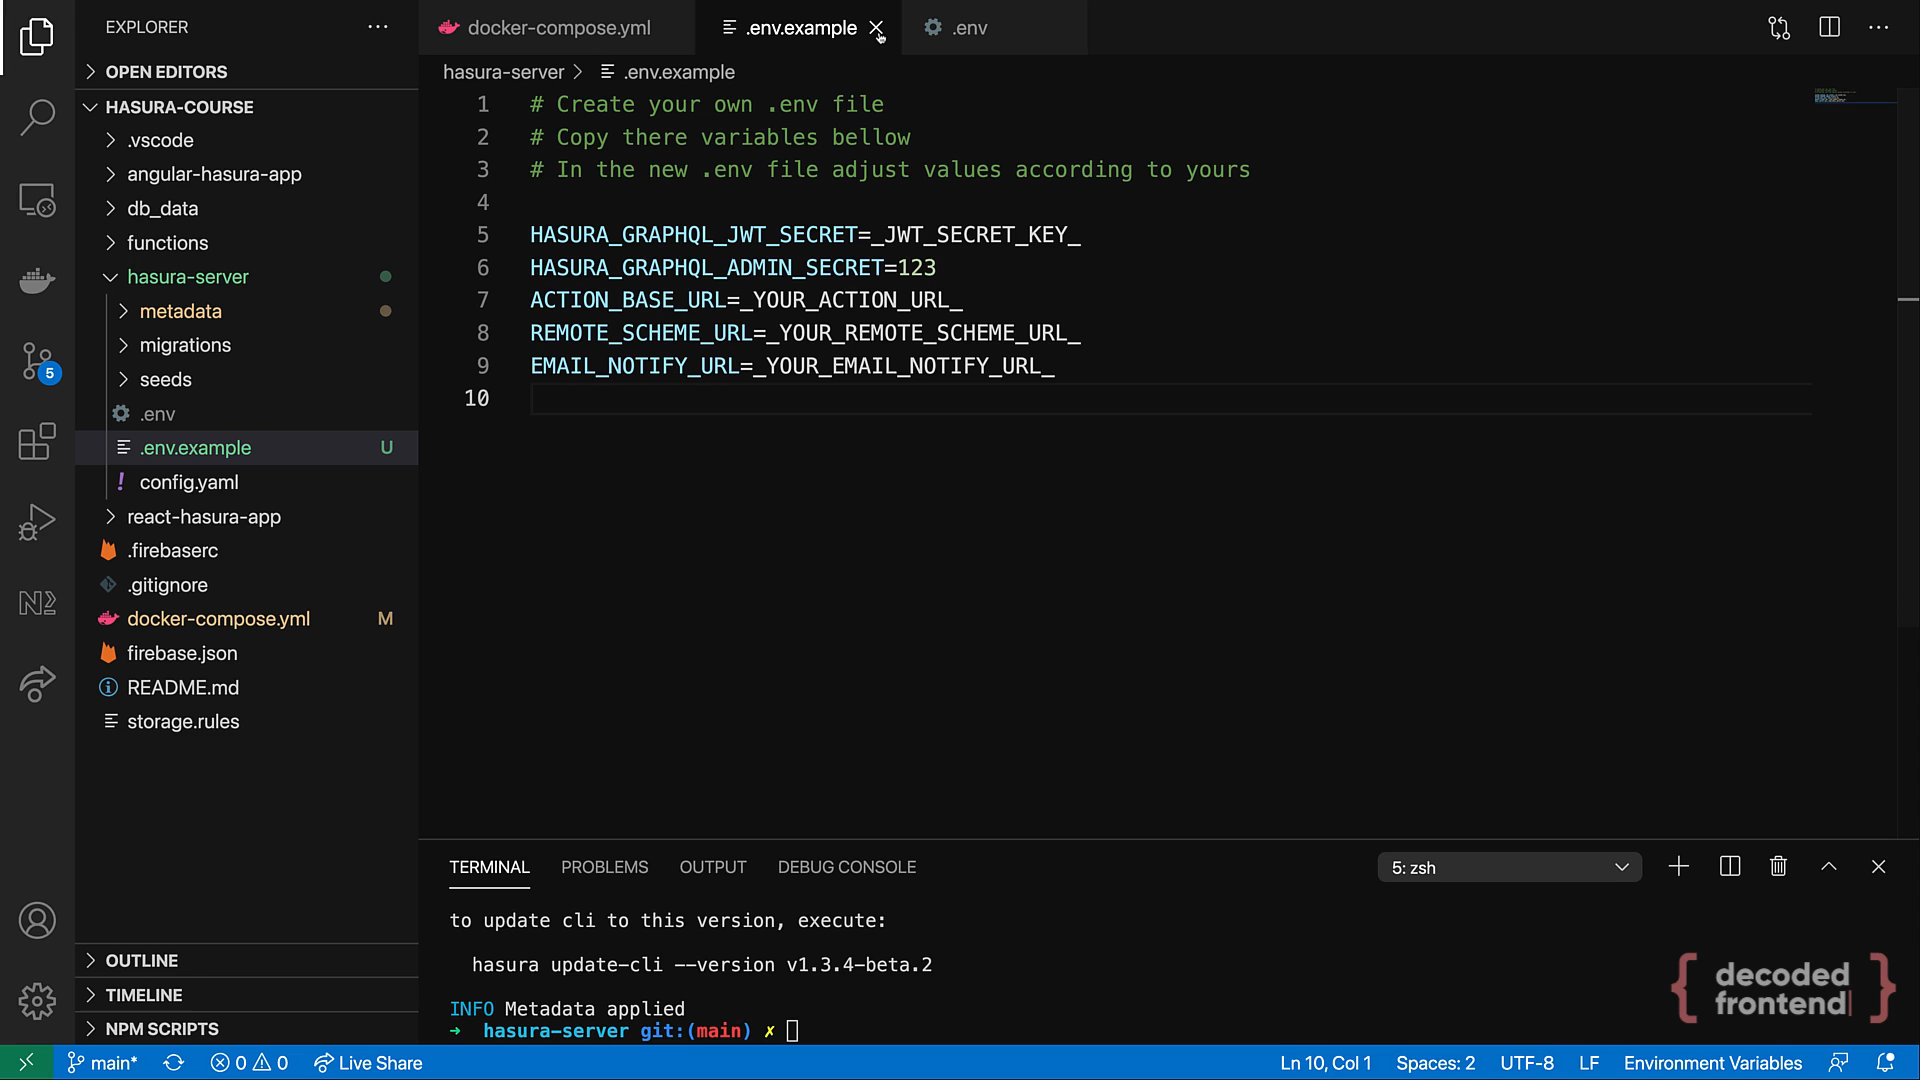 EXPLORER
docker-compose.yml
.env.example
.env
OPEN EDITORS
hasura-server
.env.example
HASURA-COURSE
.vscode
angular-hasura-app
db_data
functions
hasura-server
metadata
migrations
seeds
.env
.env.example U
config.yaml
react-hasura-app
.firebaserc
.gitignore
docker-compose.yml M
firebase.json
README.md
storage.rules
5
OUTLINE
TIMELINE
NPM SCRIPTS
1 # Create your own .env file
2 # Copy there variables bellow
3 # In the new .env file adjust values according to yours
4
5 HASURA_GRAPHQL_JWT_SECRET=_JWT_SECRET_KEY_
6 HASURA_GRAPHQL_ADMIN_SECRET=123
7 ACTION_BASE_URL=_YOUR_ACTION_URL_
8 REMOTE_SCHEME_URL=_YOUR_REMOTE_SCHEME_URL_
9 EMAIL_NOTIFY_URL=_YOUR_EMAIL_NOTIFY_URL_
10
TERMINAL PROBLEMS OUTPUT DEBUG CONSOLE 5: zsh
to update cli to this version, execute:
hasura update-cli --version v1.3.4-beta.2
INFO Metadata applied
➜ hasura-server git:(main) ✗
{ decoded
frontend }
main* 0 0 Live Share Ln 10, Col 1 Spaces: 2 UTF-8 LF Environment Variables